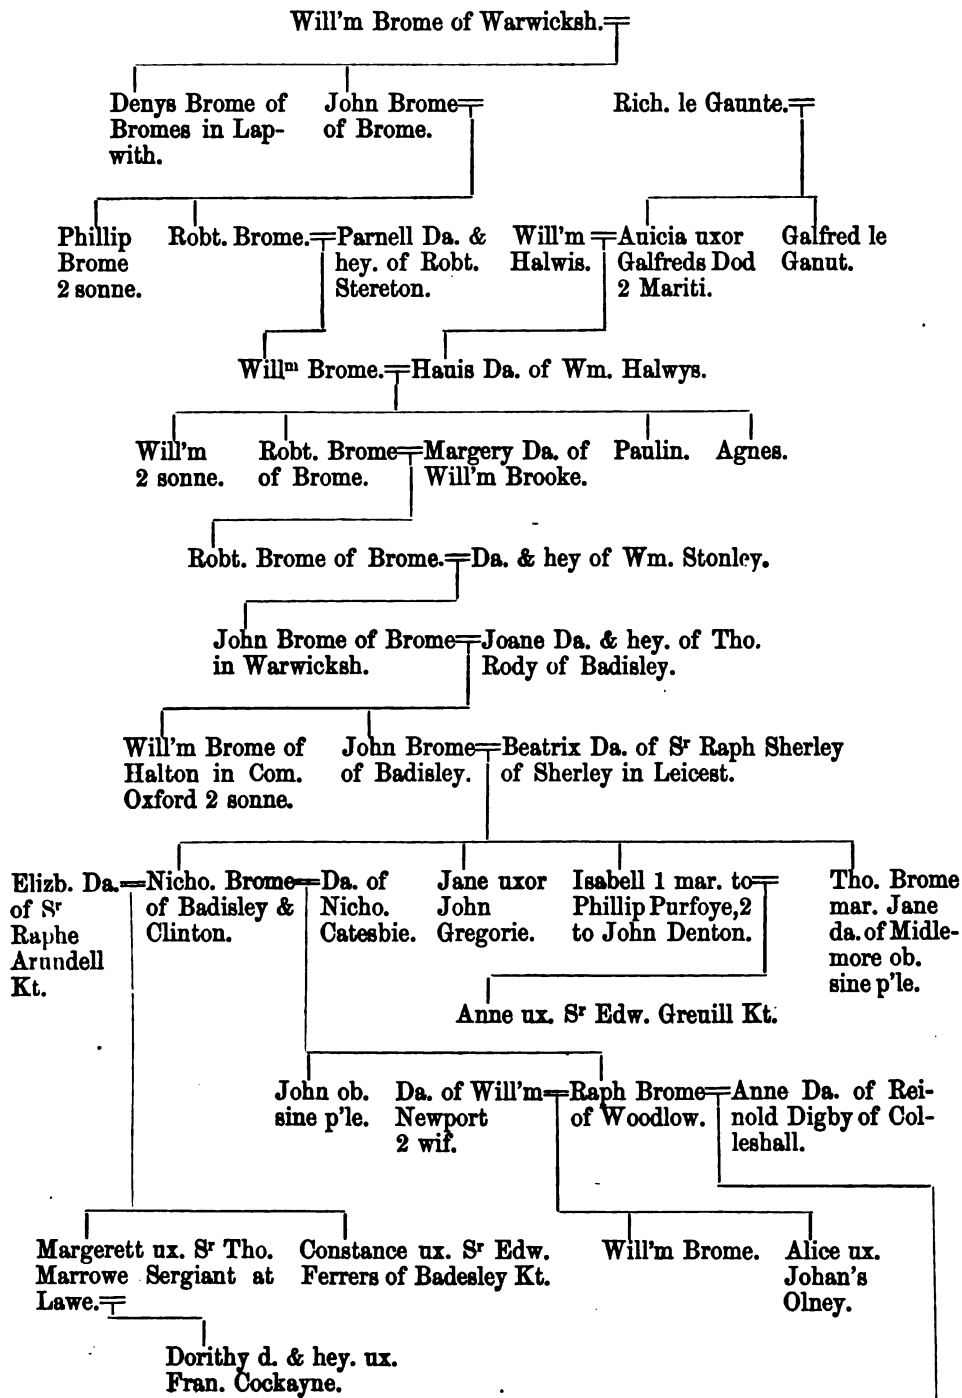 Will'm Brome of Warwicksh.
Denys Brome of
Bromes in Lap-
with.
John Brome
of Brome.
Rich. le Gaunte.
Phillip
Brome
2 sonne.
Robt. Brome.
Parnell Da. &
hey. of Robt.
Stereton.
Will'm
Halwis.
Auicia uxor
Galfreds Dod
2 Mariti.
Galfred le
Ganut.
Willᵐ Brome.
Hauis Da. of Wm. Halwys.
Will'm
2 sonne.
Robt. Brome
of Brome.
Margery Da. of
Will'm Brooke.
Paulin.
Agnes.
Robt. Brome of Brome.
Da. & hey of Wm. Stonley.
John Brome of Brome
in Warwicksh.
Joane Da. & hey. of Tho.
Rody of Badisley.
Will'm Brome of
Halton in Com.
Oxford 2 sonne.
John Brome
of Badisley.
Beatrix Da. of Sʳ Raph Sherley
of Sherley in Leicest.
Elizb. Da.
of Sʳ
Raphe
Arundell
Kt.
Nicho. Brome
of Badisley &
Clinton.
Da. of
Nicho.
Catesbie.
Jane uxor
John
Gregorie.
Isabell 1 mar. to
Phillip Purfoye, 2
to John Denton.
Tho. Brome
mar. Jane
da. of Midle-
more ob.
sine p'le.
Anne ux. Sʳ Edw. Greuill Kt.
John ob.
sine p'le.
Da. of Will'm
Newport
2 wif.
Raph Brome
of Woodlow.
Anne Da. of Rei-
nold Digby of Col-
leshall.
Margerett ux. Sʳ Tho.
Marrowe Sergiant at
Lawe.
Constance ux. Sʳ Edw.
Ferrers of Badesley Kt.
Will'm Brome.
Alice ux.
Johan's
Olney.
Dorithy d. & hey. ux.
Fran. Cockayne.